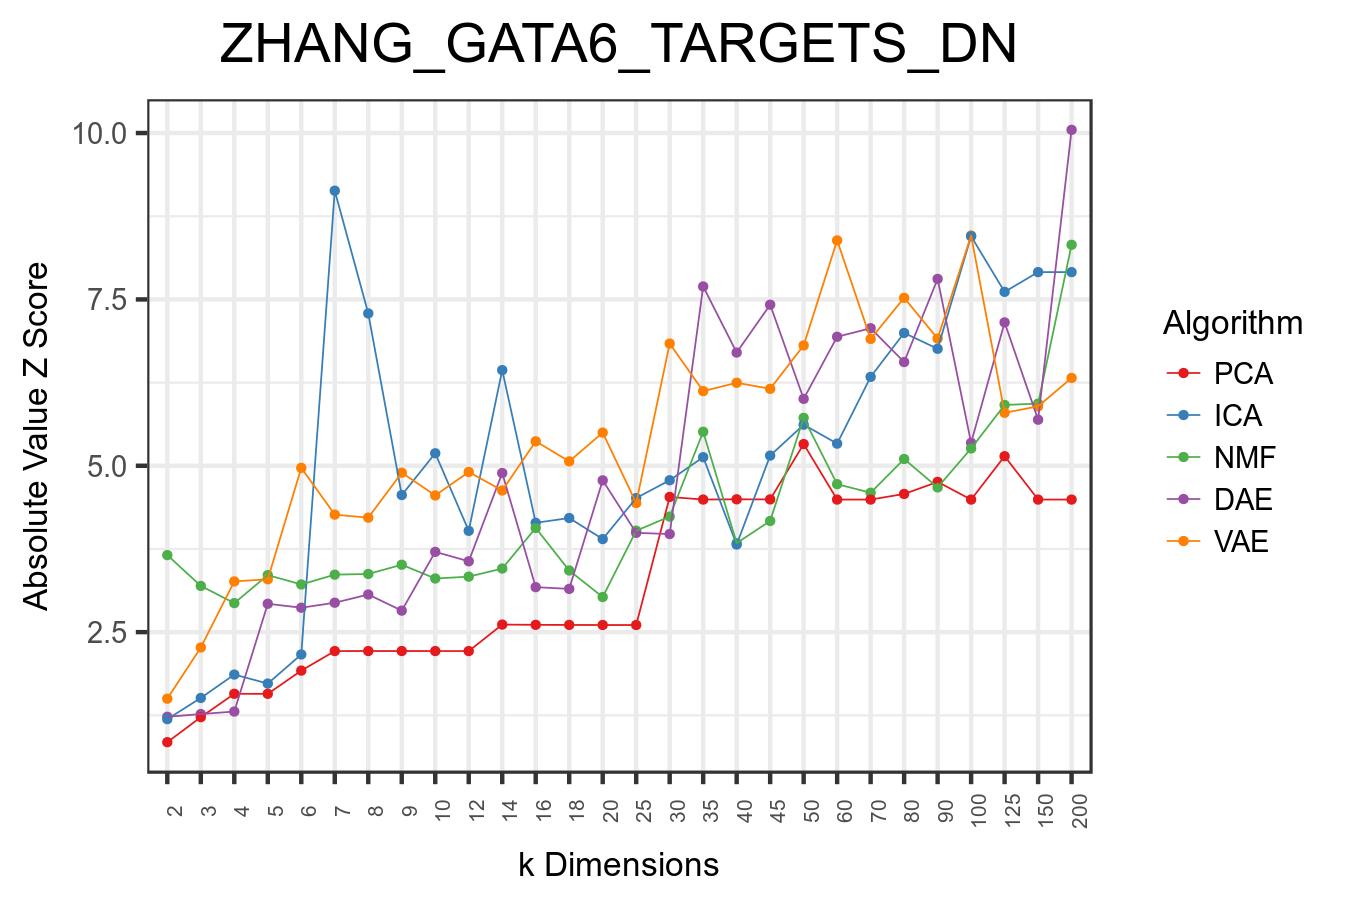 ZHANG_GATA6_TARGETS_DN
Absolute Value Z Score
10.0
7.5
5.0
2.5
2 3 4 5 6 7 8 9 10 12 14 16 18 20 25 30 35 40 45 50 60 70 80 90 100 125 150 200
k Dimensions
Algorithm
PCA
ICA
NMF
DAE
VAE